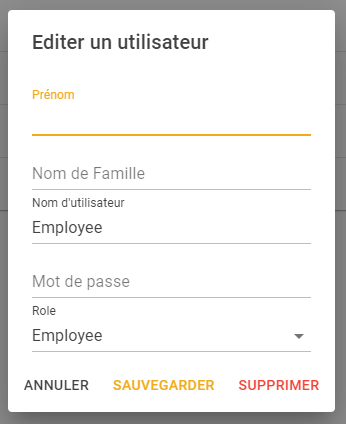 Editer un utilisateur
Prénom
Nom de Famille
Nom d'utilisateur
Employee
Mot de passe
Role
Employee
ANNULER SAUVEGARDER SUPPRIMER